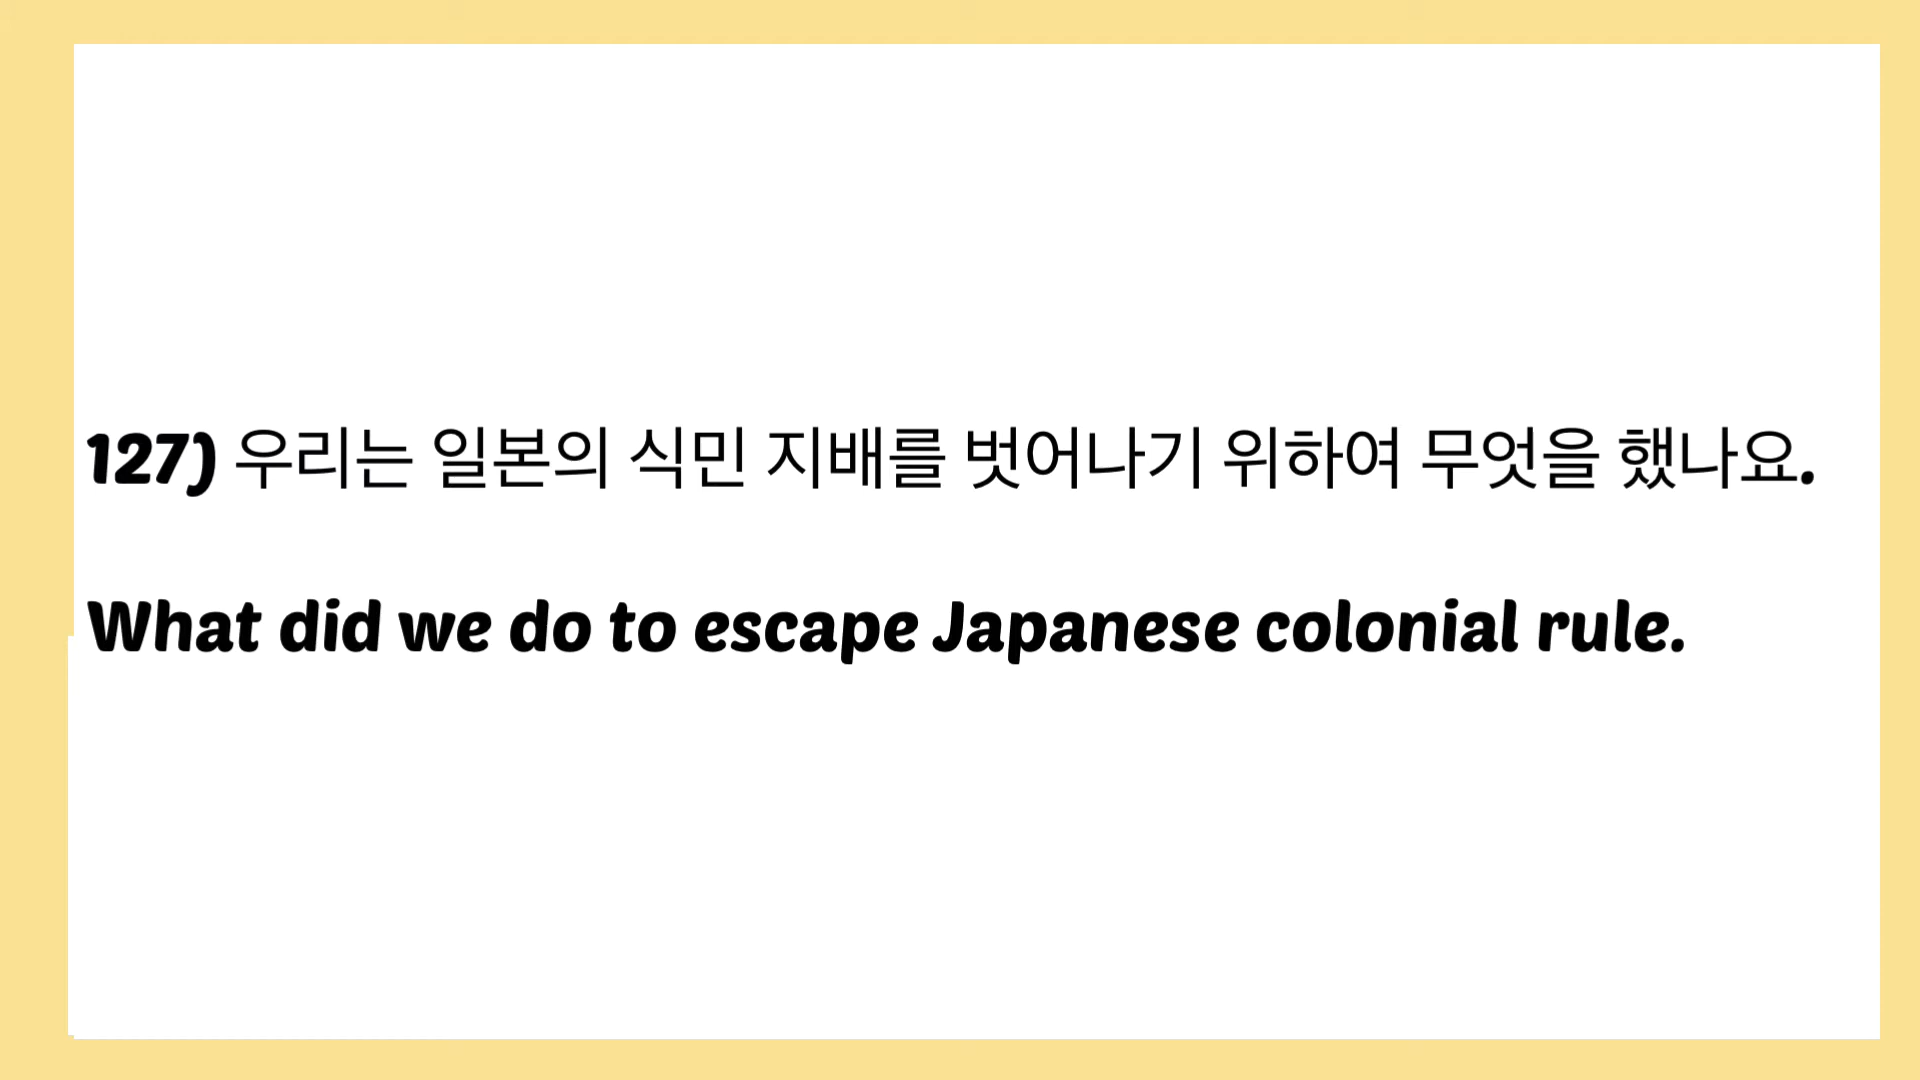 127) 우리는 일본의 식민 지배를 벗어나기 위하여 무엇을 했나요.
What did we do to escape Japanese colonial rule.